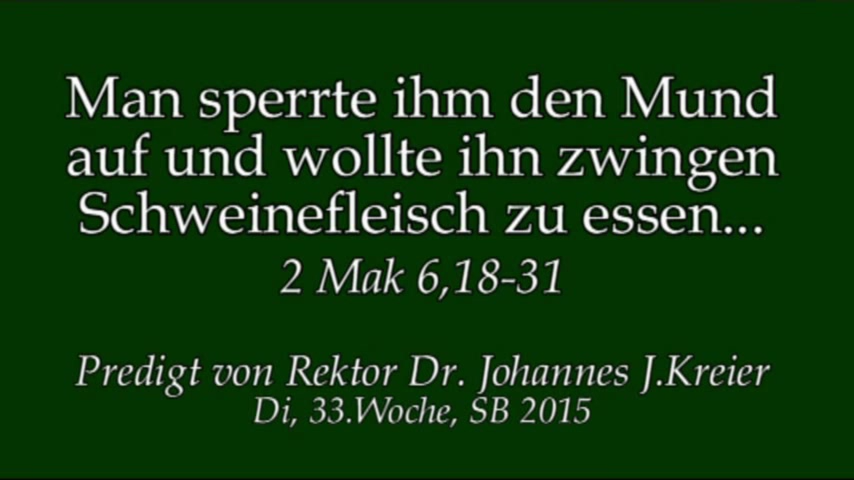 Man sperrte ihm den Mund
auf und wollte ihn zwingen
Schweinefleisch zu essen...
2 Mak 6,18-31
Predigt von Rektor Dr. Johannes J.Kreier
Di, 33.Woche, SB 2015